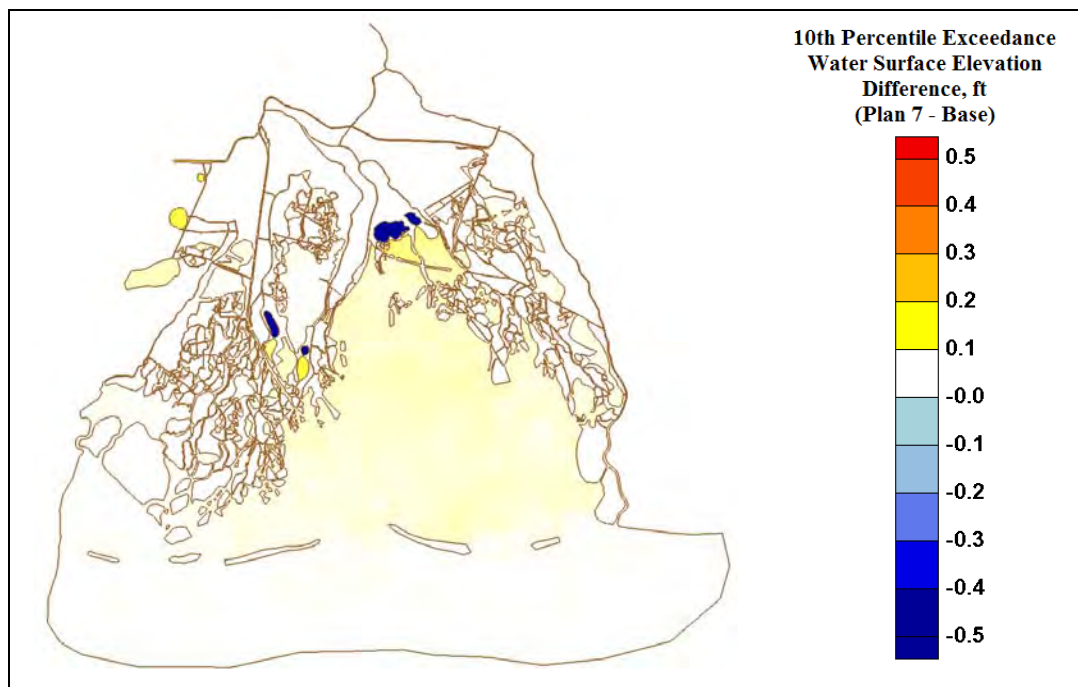 10th Percentile Exceedance
Water Surface Elevation
Difference, ft
(Plan 7 - Base)
0.5
0.4
0.3
0.2
0.1
-0.0
-0.1
-0.2
-0.3
-0.4
-0.5